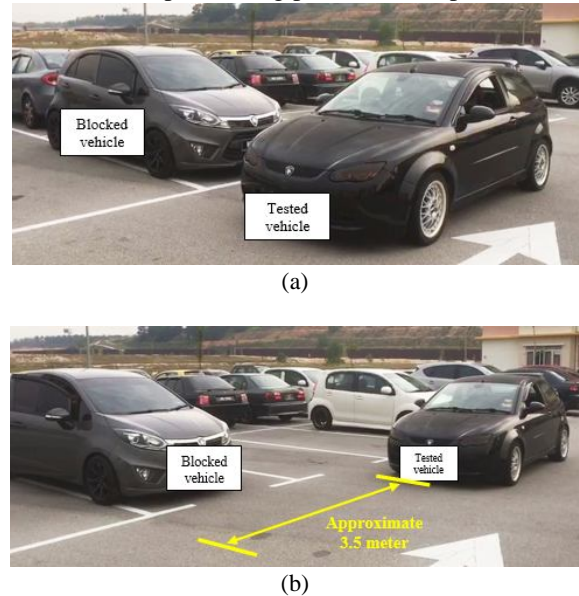 Blocked
vehicle
Tested
vehicle
(a)
Blocked
vehicle
Tested
vehicle
Approximate
3.5 meter
(b)